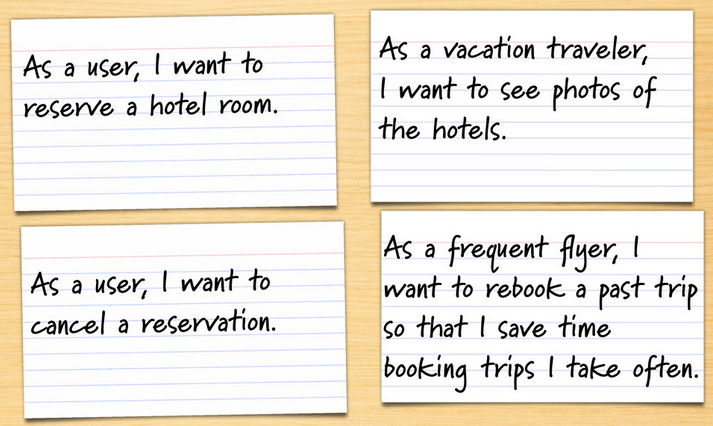 As a user, I want to
reserve a hotel room.
As a vacation traveler,
I want to see photos of
the hotels.
As a user, I want to
cancel a reservation.
As a frequent flyer, I
want to rebook a past trip
so that I save time
booking trips I take often.